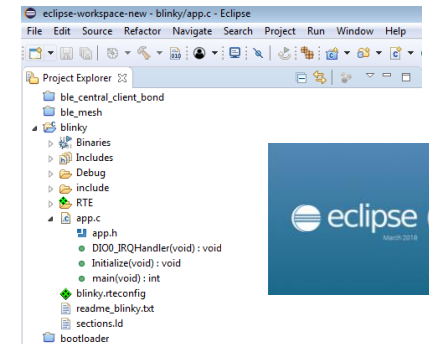 eclipse-workspace-new - blinky/app.c - Eclipse
File Edit Source Refactor Navigate Search Project Run Window Help
Project Explorer
ble_central_client_bond
ble_mesh
blinky
Binaries
Includes
Debug
include
RTE
app.c
app.h
DIO0_IRQHandler(void) : void
Initialize(void) : void
main(void) : int
blinky.rteconfig
readme_blinky.txt
sections.ld
bootloader
eclipse
March 2018